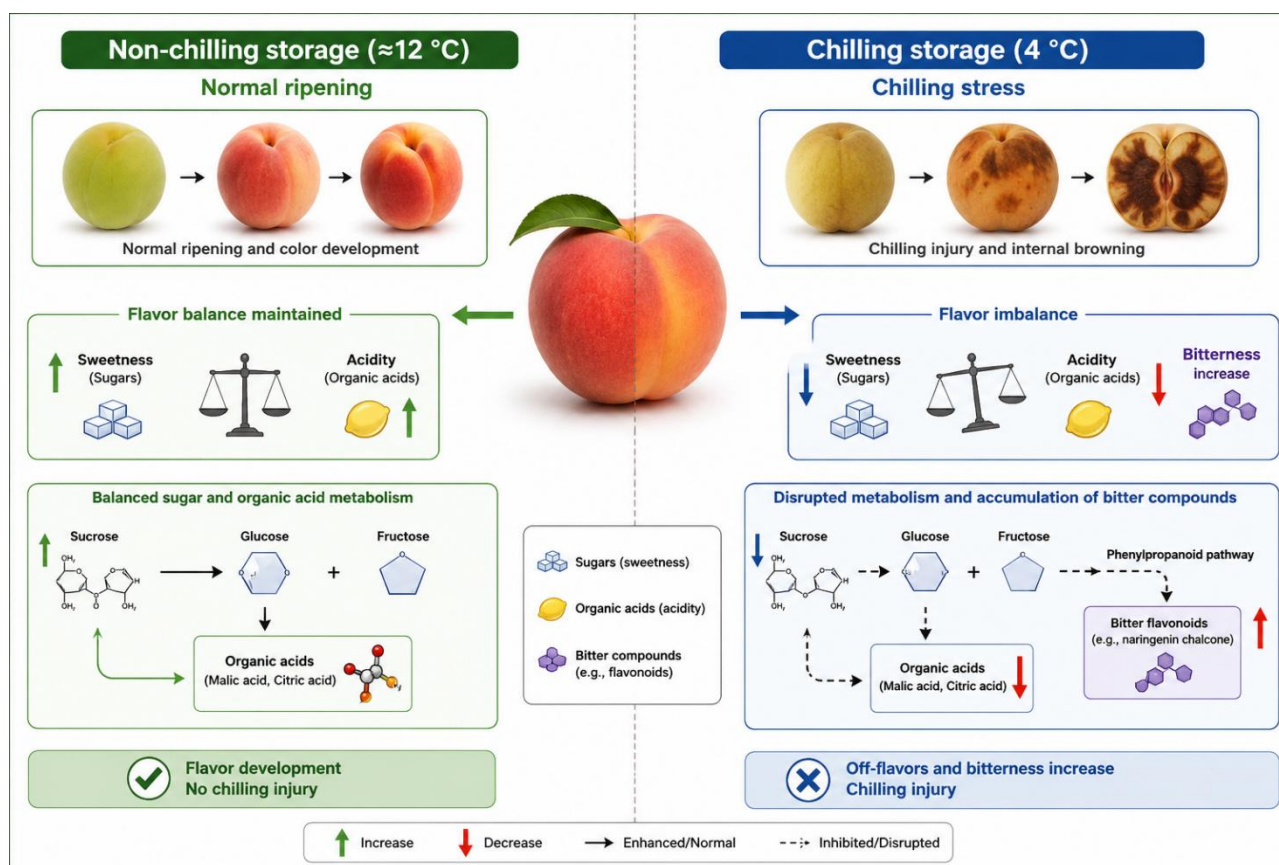 Non-chilling storage (≈12 °C)
Normal ripening
Normal ripening and color development
Flavor balance maintained
Sweetness
(Sugars)
Acidity
(Organic acids)
Balanced sugar and organic acid metabolism
Sucrose
Glucose
Fructose
+
Organic acids
(Malic acid, Citric acid)
Flavor development
No chilling injury
Sugars (sweetness)
Organic acids (acidity)
Bitter compounds
(e.g., flavonoids)
Chilling storage (4 °C)
Chilling stress
Chilling injury and internal browning
Flavor imbalance
Sweetness
(Sugars)
Acidity
(Organic acids)
Bitterness
increase
Disrupted metabolism and accumulation of bitter compounds
Sucrose
Glucose
Fructose
+
Phenylpropanoid pathway
Bitter flavonoids
(e.g., naringenin chalcone)
Organic acids
(Malic acid, Citric acid)
Off-flavors and bitterness increase
Chilling injury
Increase
Decrease
Enhanced/Normal
Inhibited/Disrupted